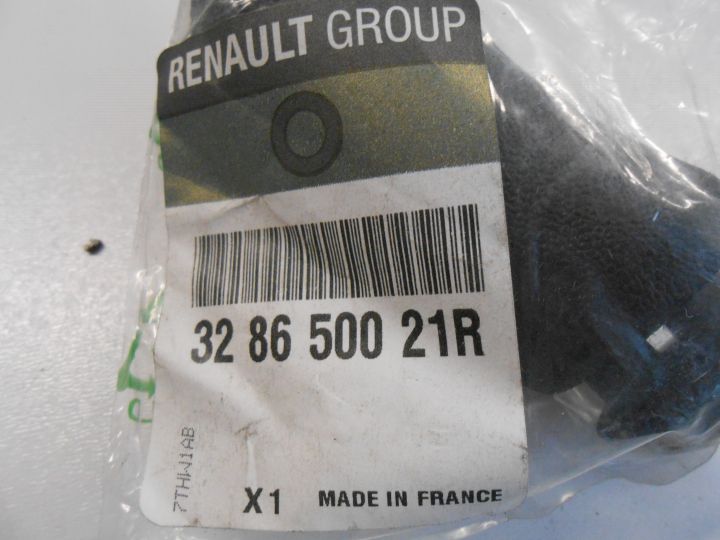 RENAULT GROUP
32 86 500 21R
7THW1AB
X1 MADE IN FRANCE